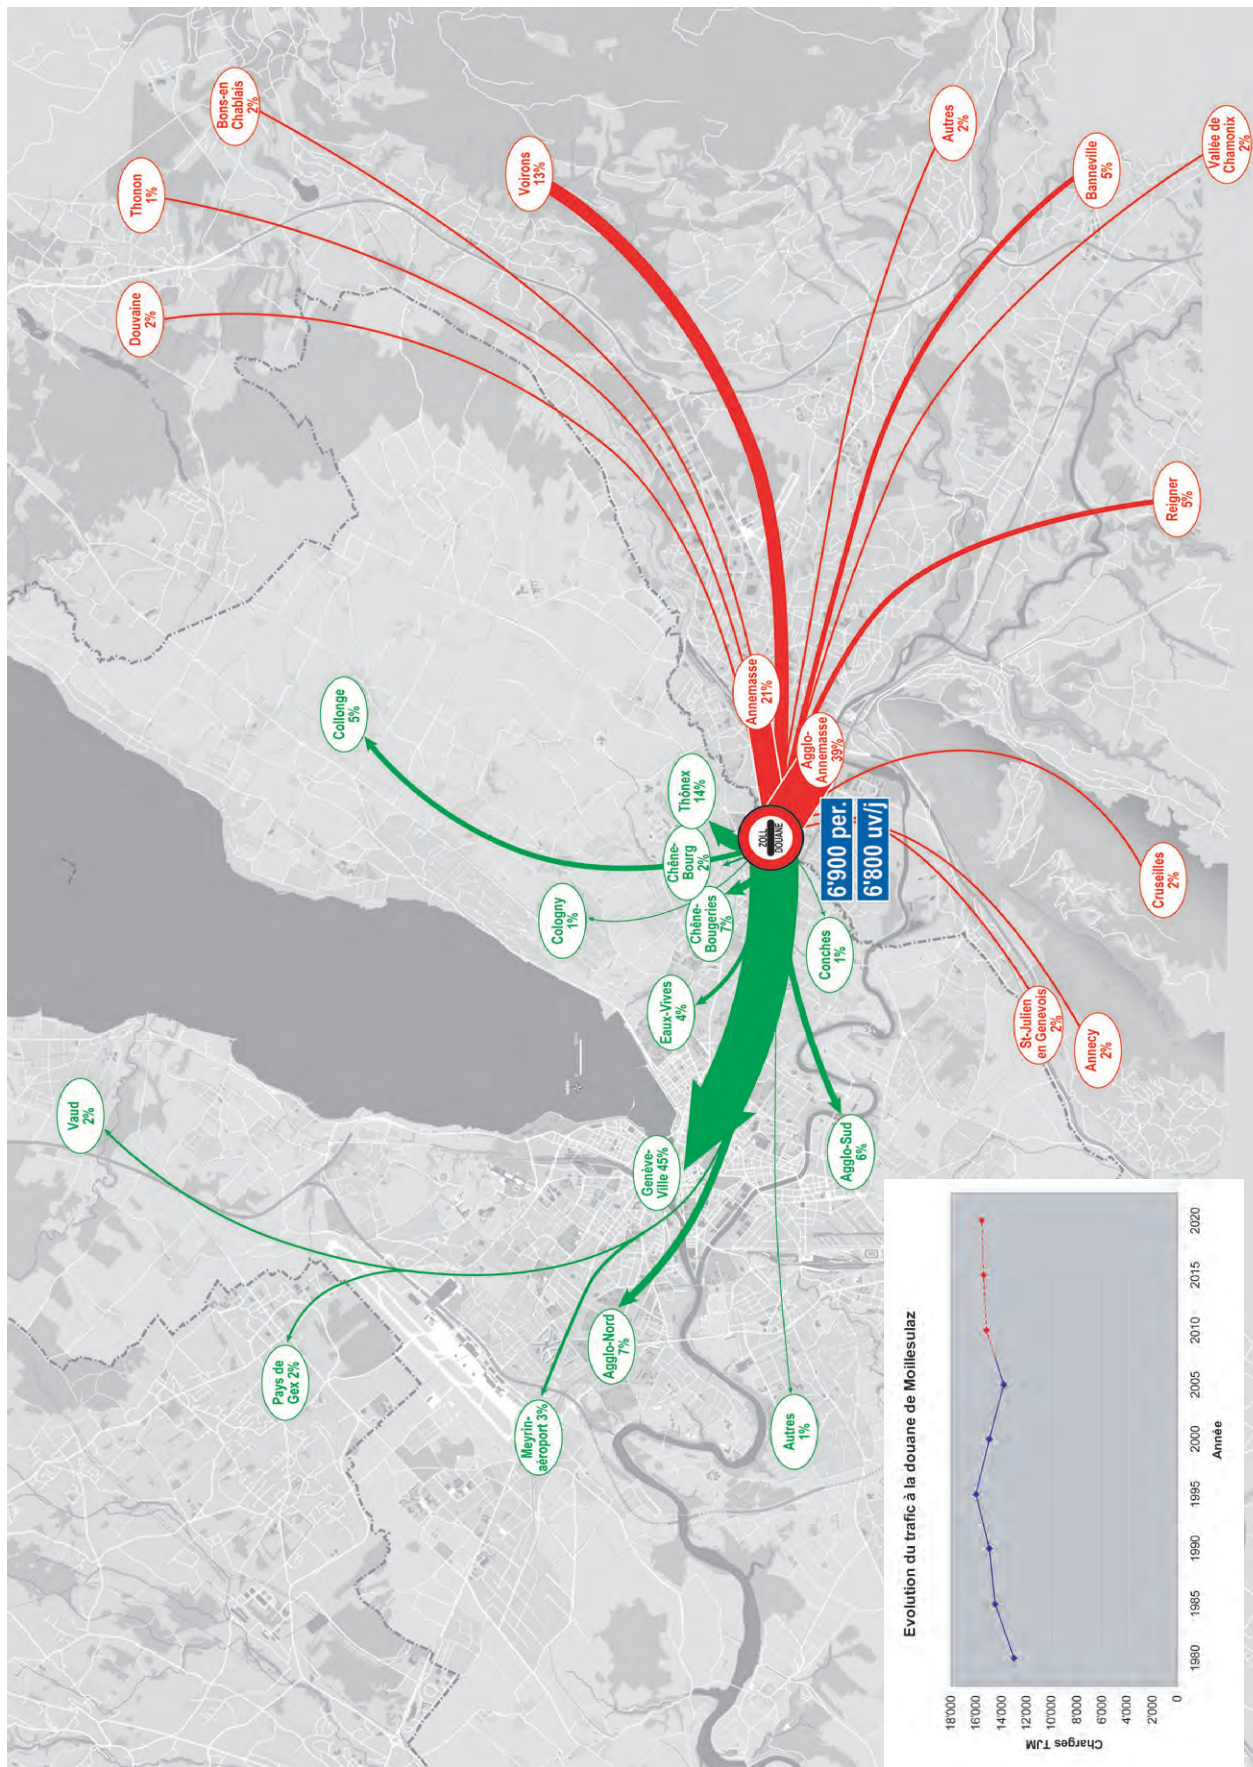 Bons-en
Chablais
2%
Thonon
1%
Douvaine
2%
Voirons
13%
Autres
2%
Banneville
5%
Vallée de
Chamonix
2%
Reigner
5%
Annemasse
21%
Agglo-
Annemasse
39%
Collonge
5%
Thônex
14%
Chêne-
Bourg
2%
Cologny
1%
Chêne-
Bougeries
7%
ZOLL
DOUANE
6'900 per.
6'800 uv/j
Conches
1%
Eaux-Vives
4%
Cruseilles
2%
St-Julien
en Genevois
2%
Annecy
2%
Vaud
2%
Genève-
Ville 45%
Agglo-Sud
6%
Pays de
Gex 2%
Agglo-Nord
7%
Meyrin-
aéroport 3%
Autres
1%
Evolution du trafic à la douane de Moillesulaz
Charges TJM
18'000
16'000
14'000
12'000
10'000
8'000
6'000
4'000
2'000
0
1980
1985
1990
1995
2000
2005
2010
2015
2020
Année